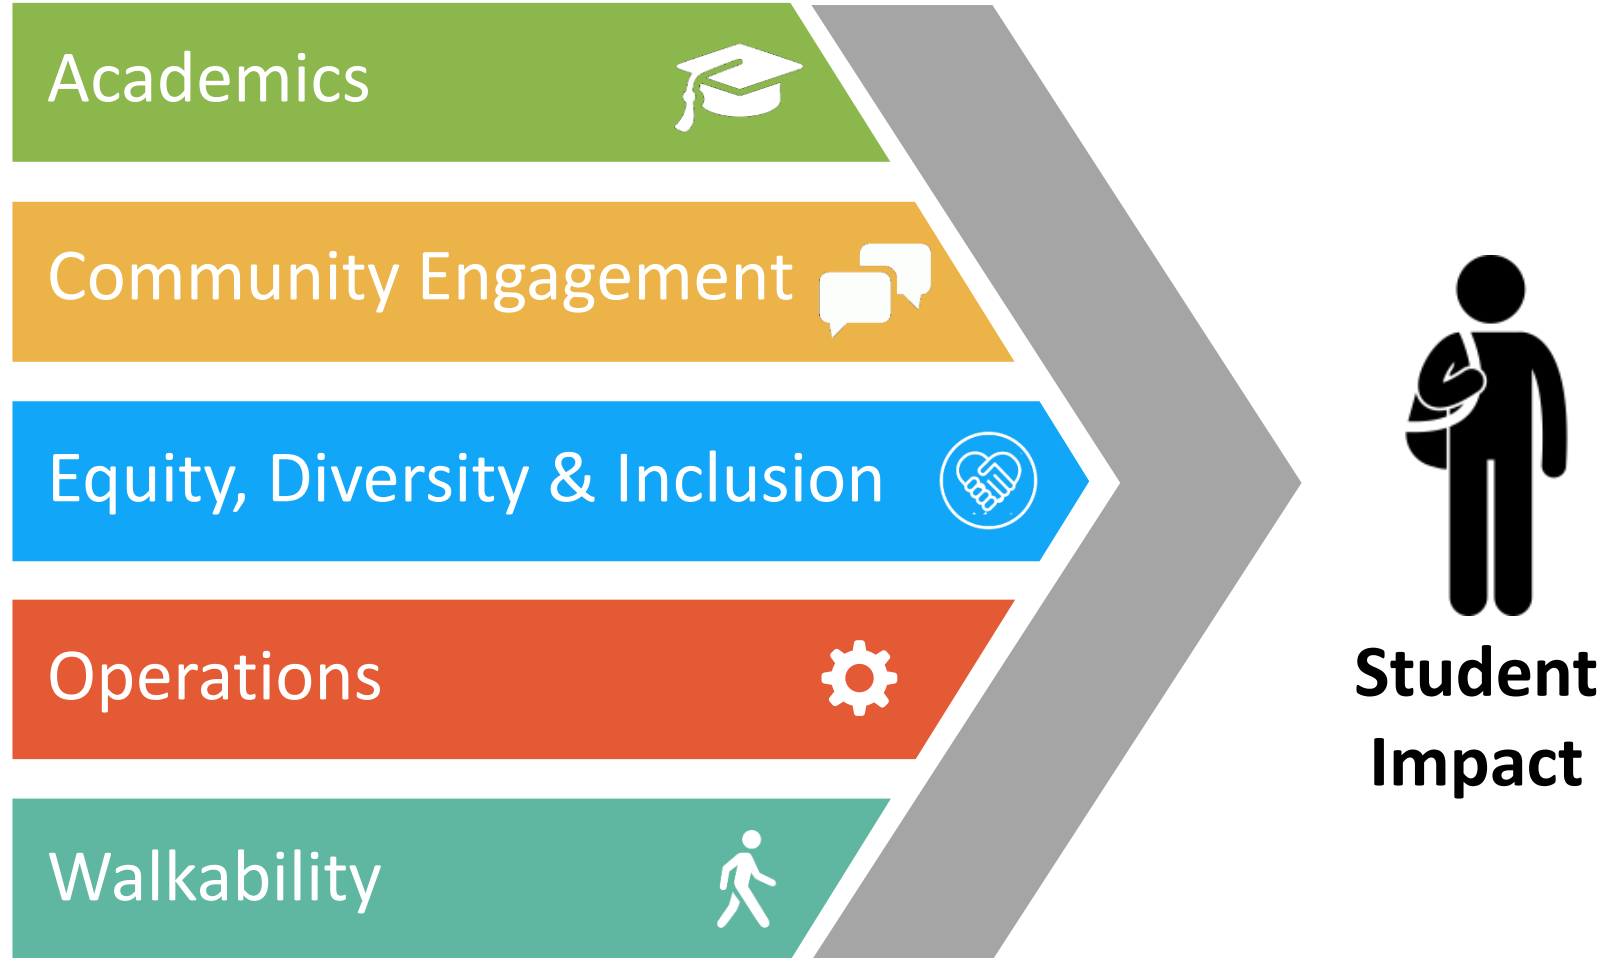 Academics
Community Engagement
Equity, Diversity & Inclusion
Operations
Walkability
Student
Impact